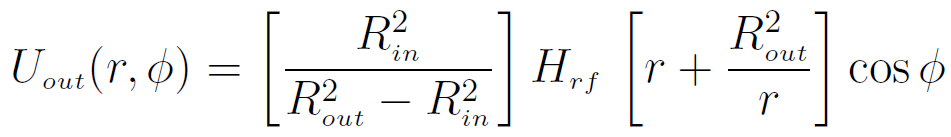 U_{out}(r, \phi) = \left[ \frac{R_{in}^2}{R_{out}^2 - R_{in}^2} \right] H_{rf} \left[ r + \frac{R_{out}^2}{r} \right] \cos \phi